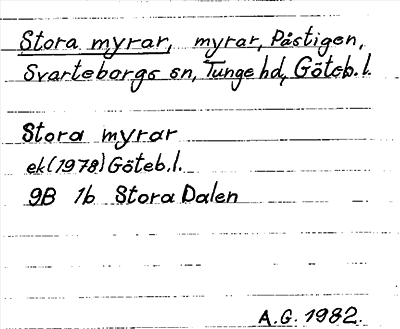 Stora myrar, myrar, Påstigen,
Svarteborgs sn, Tunge hd, Göteb.l.
Stora myrar
ek(1978) Göteb.l.
9B 1b Stora Dalen
A.G. 1982.